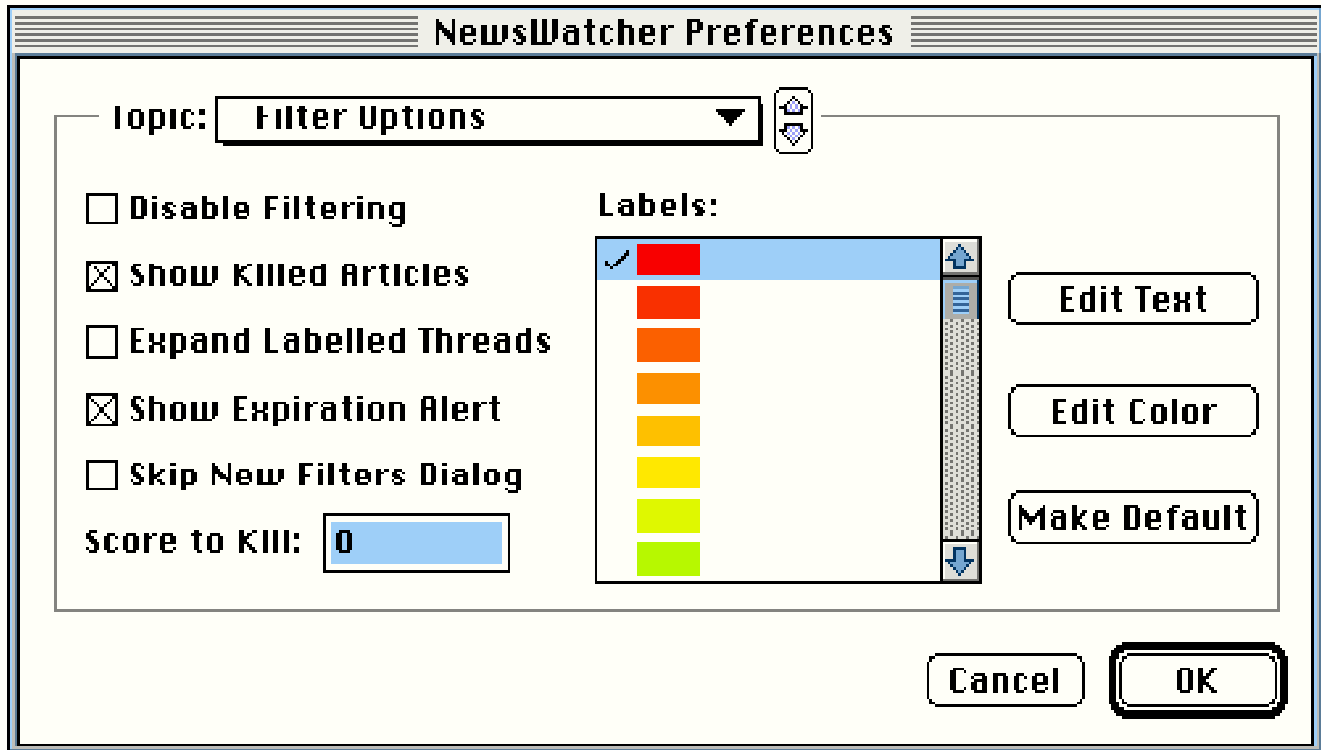 NewsWatcher Preferences
Topic: Filter Options
Disable Filtering
Show Killed Articles
Expand Labelled Threads
Show Expiration Alert
Skip New Filters Dialog
Score to Kill: 0
Labels:
Edit Text
Edit Color
Make Default
Cancel
OK